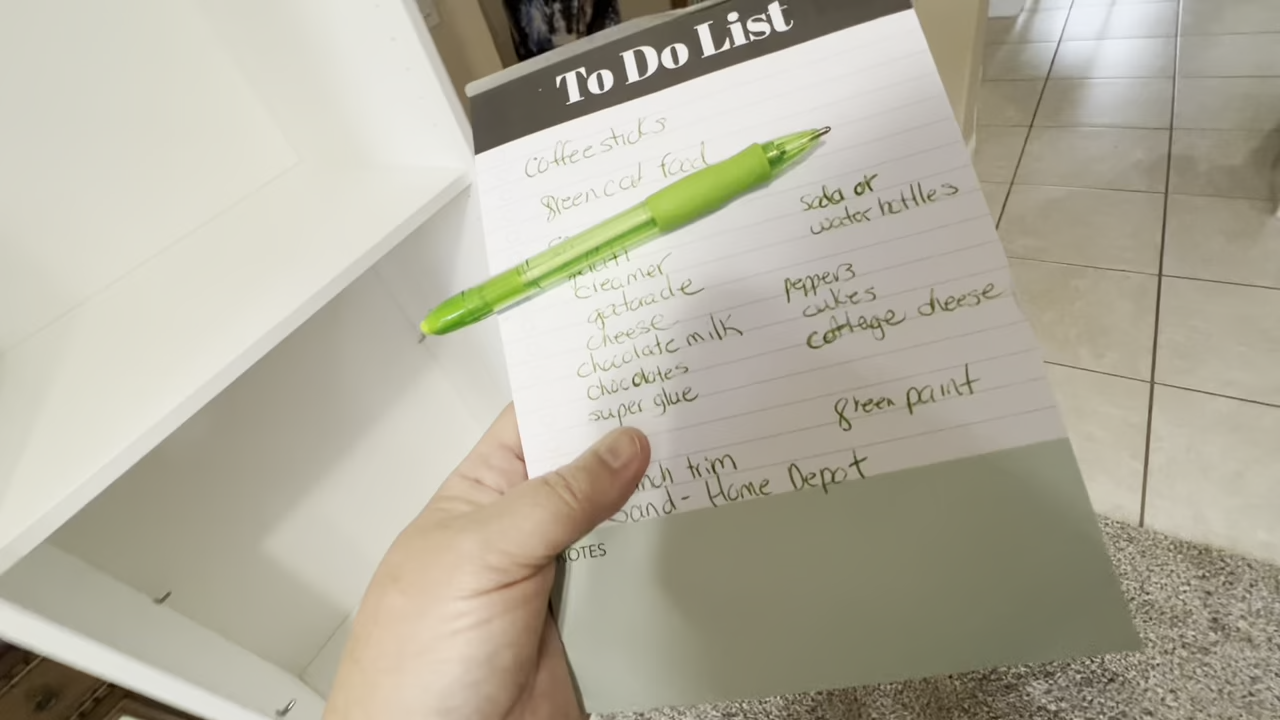 To Do List
coffee sticks
green cat food
soda or
water bottles
creamer
gatorade
cheese
chocolate milk
chocolates
super glue
peppers
cukes
cottage cheese
green paint
trim
Sand - Home Depot
NOTES